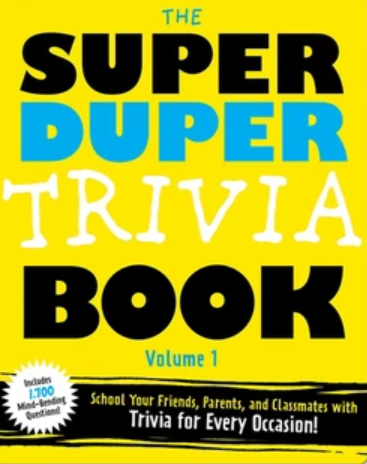 THE
SUPER
DUPER
TRIVIA
BOOK
Volume 1
Includes
1,700
Mind-Bending
Questions!
School Your Friends, Parents, and Classmates with
Trivia for Every Occasion!